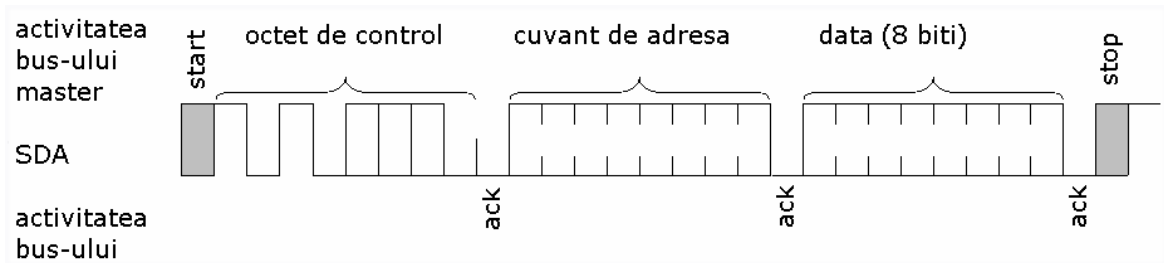 activitatea
bus-ului
master
start
octet de control
cuvant de adresa
data (8 biti)
stop
SDA
ack
ack
ack
activitatea
bus-ului